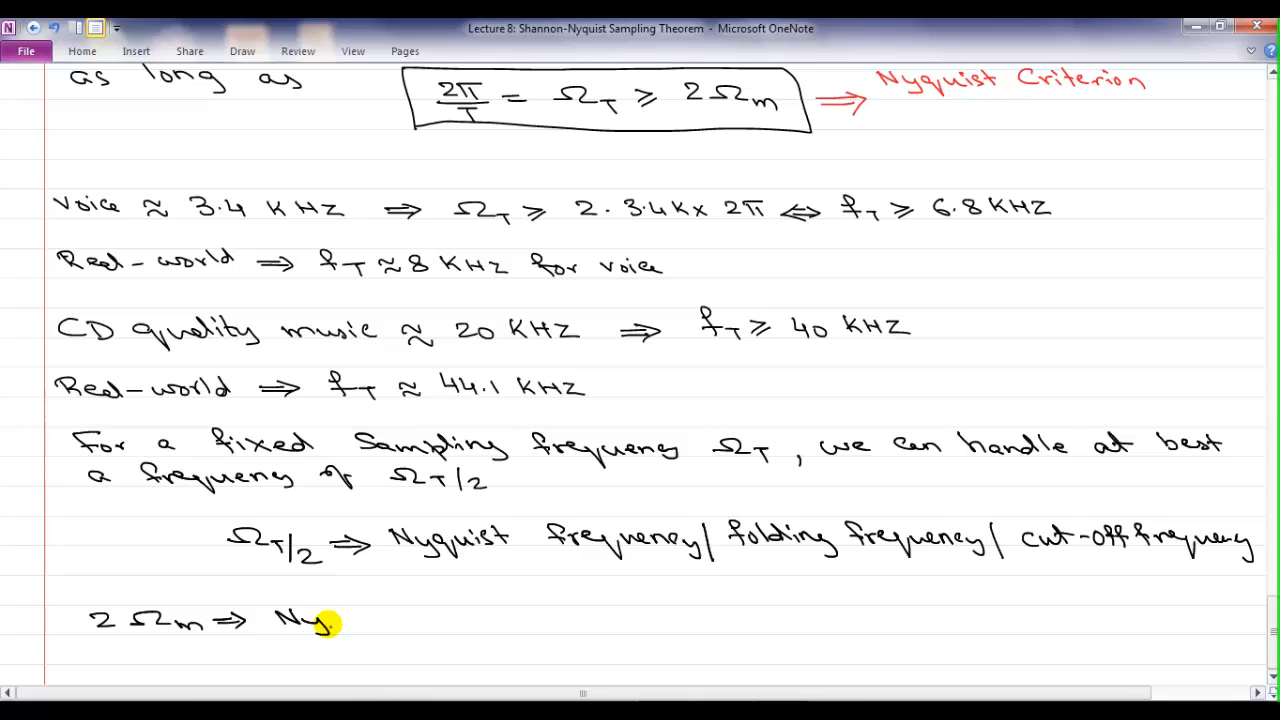 Lecture 8: Shannon-Nyquist Sampling Theorem - Microsoft OneNote
File Home Insert Share Draw Review View Pages
as long as 2π/T = Ω_T ≥ 2Ω_m ⇒ Nyquist Criterion
Voice ≈ 3.4 KHZ ⇒ Ω_T ≥ 2. 3.4K x 2π ⇔ f_T ≥ 6.8 KHZ
Real-world ⇒ f_T ≈ 8 KHZ for voice
CD quality music ≈ 20 KHZ ⇒ f_T ≥ 40 KHZ
Real-world ⇒ f_T ≈ 44.1 KHZ
For a fixed Sampling frequency Ω_T, we can handle at best
a frequency of Ω_T/2
Ω_T/2 ⇒ Nyquist frequency/ folding frequency/ cut-off frequency
2 Ω_m ⇒ Ny